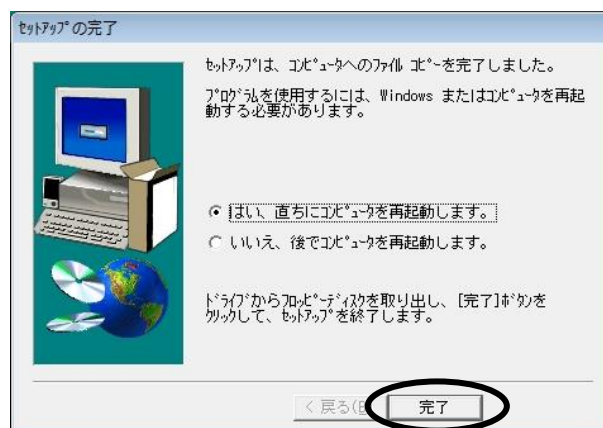 ｾｯﾄｱｯﾌﾟの完了
ｾｯﾄｱｯﾌﾟは、ｺﾝﾋﾟｭｰﾀへのﾌｧｲﾙ ｺﾋﾟｰを完了しました。
ﾌﾟﾛｸﾞﾗﾑを使用するには、Windows またはｺﾝﾋﾟｭｰﾀを再起
動する必要があります。
はい、直ちにｺﾝﾋﾟｭｰﾀを再起動します。
いいえ、後でｺﾝﾋﾟｭｰﾀを再起動します。
ﾄﾞﾗｲﾌﾞからﾌﾛｯﾋﾟｰﾃﾞｨｽｸを取り出し、[完了]ﾎﾞﾀﾝを
ｸﾘｯｸして、ｾｯﾄｱｯﾌﾟを終了します。
< 戻る(B 完了